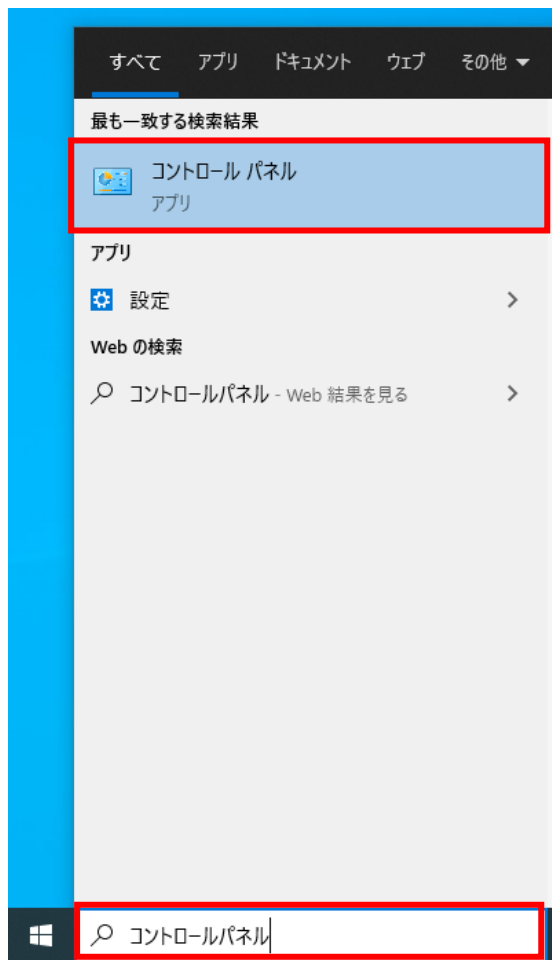 すべて アプリ ドキュメント ウェブ その他
最も一致する検索結果
コントロール パネル
アプリ
アプリ
設定
Web の検索
コントロールパネル - Web 結果を見る
コントロールパネル